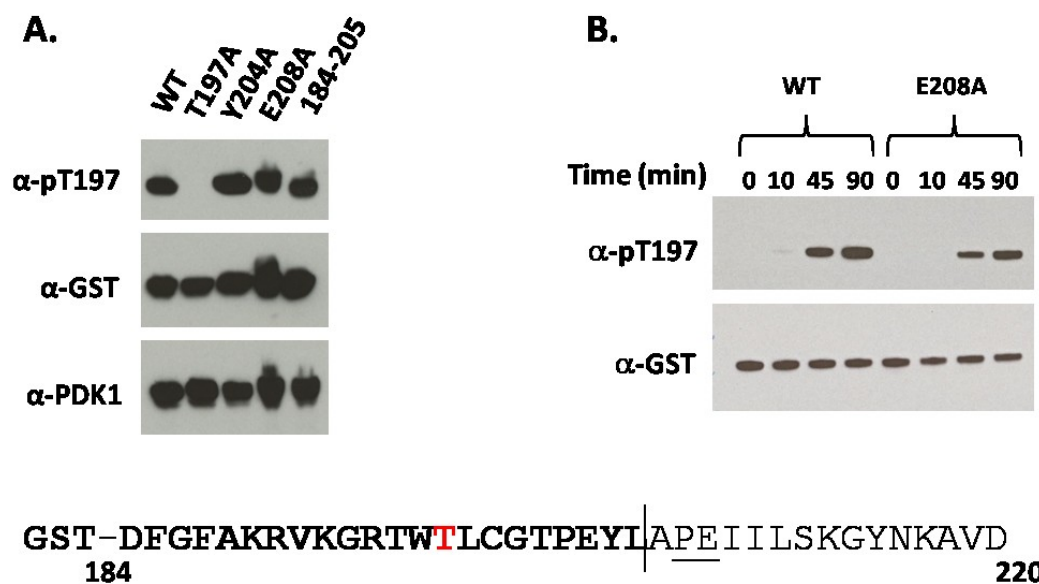 A.
WT T197A Y204A E208A 184-205
α-pT197
α-GST
α-PDK1
B.
WT E208A
Time (min) 0 10 45 90 0 10 45 90
α-pT197
α-GST
GST-DFGFAKRVKGRTWTLCGTPEYLAPEIILSKGYNKAVD
184 220